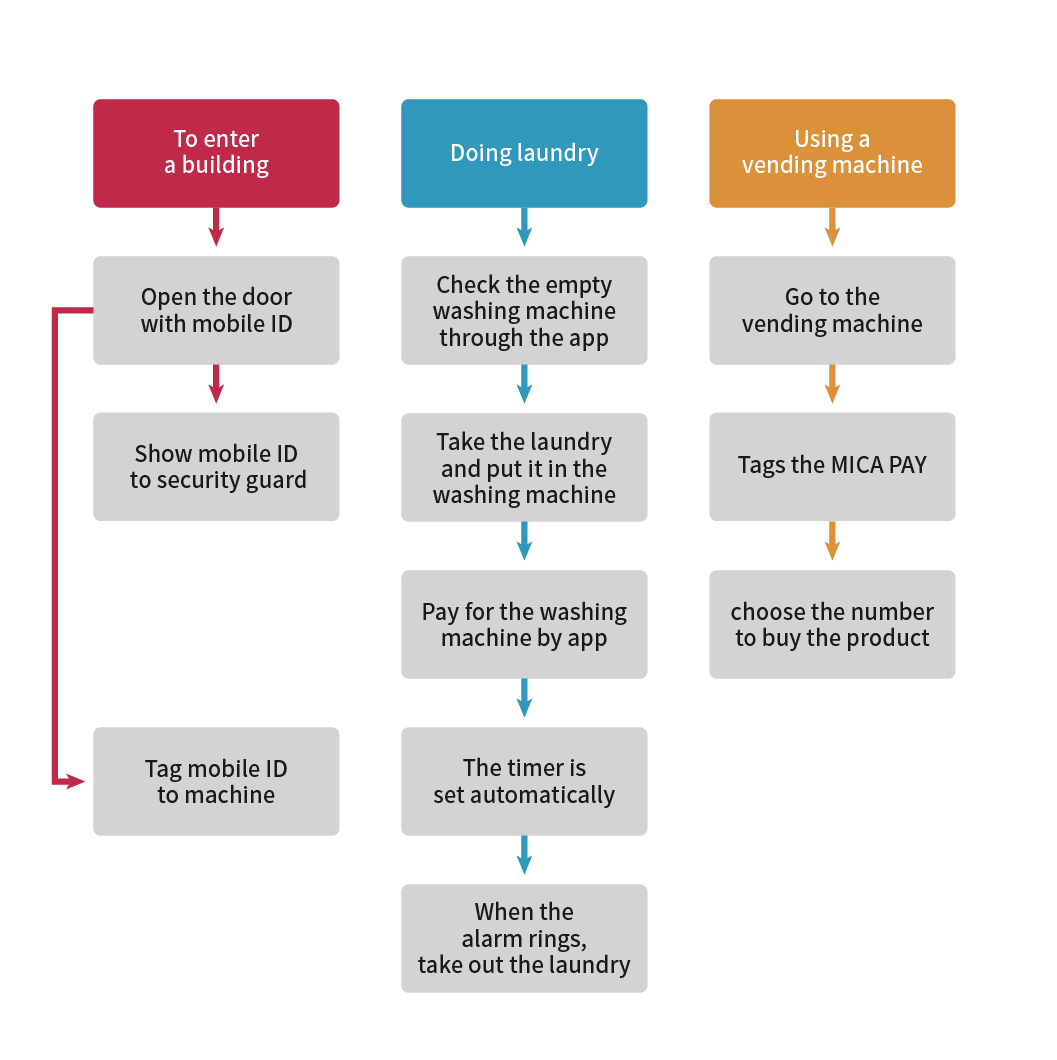 To enter
a building
Open the door
with mobile ID
Show mobile ID
to security guard
Tag mobile ID
to machine
Doing laundry
Check the empty
washing machine
through the app
Take the laundry
and put it in the
washing machine
Pay for the washing
machine by app
The timer is
set automatically
When the
alarm rings,
take out the laundry
Using a
vending machine
Go to the
vending machine
Tags the MICA PAY
choose the number
to buy the product